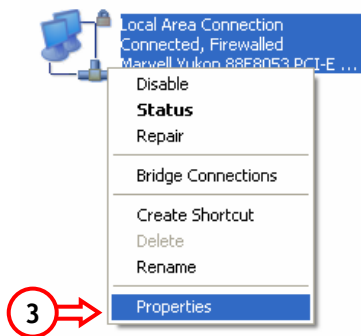 Local Area Connection
Connected, Firewalled
Marvell Yukon 88E8053 PCI-E ...
Disable
Status
Repair
Bridge Connections
Create Shortcut
Delete
Rename
3
Properties